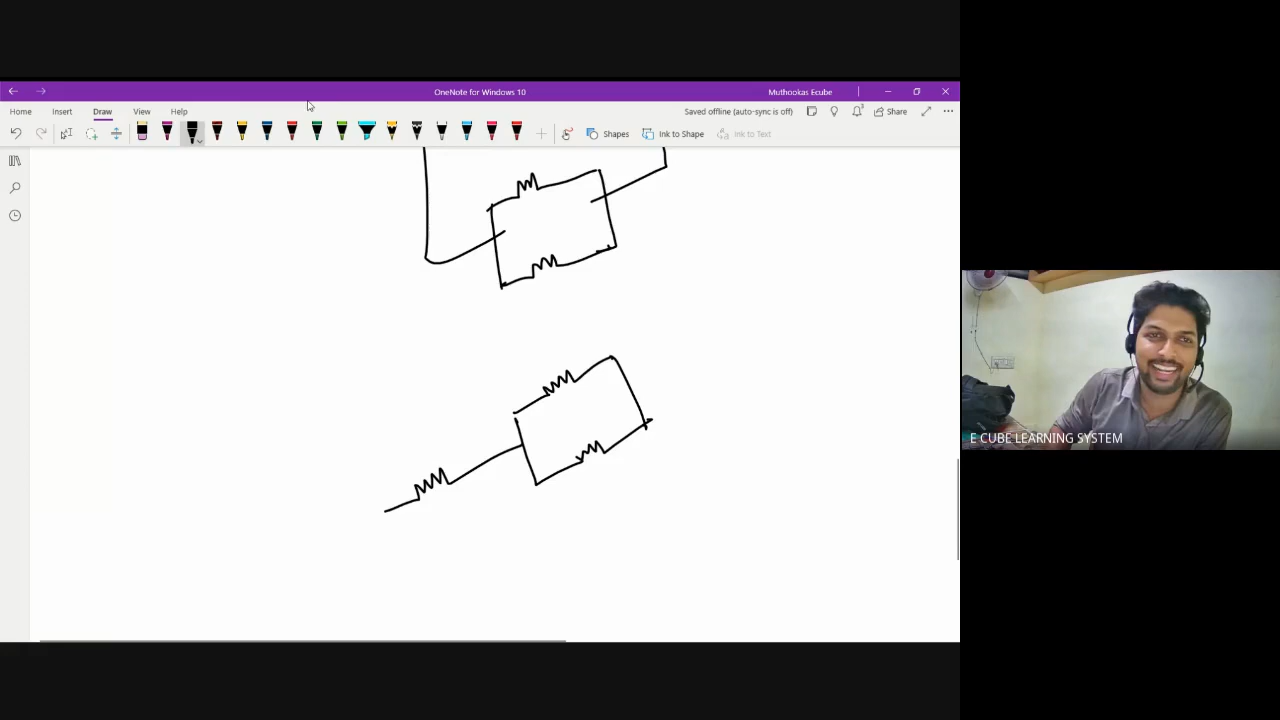 OneNote for Windows 10
Muthookas Ecube
Home Insert Draw View Help
Saved offline (auto-sync is off)
Share
Shapes
Ink to Shape
Ink to Text
E CUBE LEARNING SYSTEM